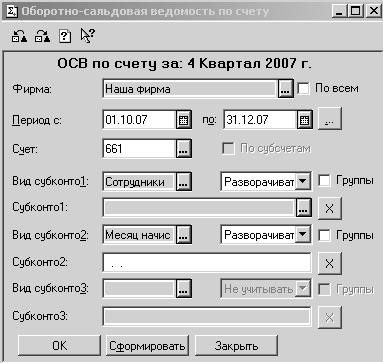 Оборотно-сальдовая ведомость по счету
ОСВ по счету за: 4 Квартал 2007 г.
Фирма: Наша фирма ... По всем
Период с: 01.10.07 по: 31.12.07 ...
Счет: 661 ... По субсчетам
Вид субконто1: Сотрудники ... Разворачиват Группы
Субконто1: ... X
Вид субконто2: Месяц начис ... Разворачиват Группы
Субконто2: . . X
Вид субконто3: ... Не учитывать Группы
Субконто3: X
ОК Сформировать Закрыть